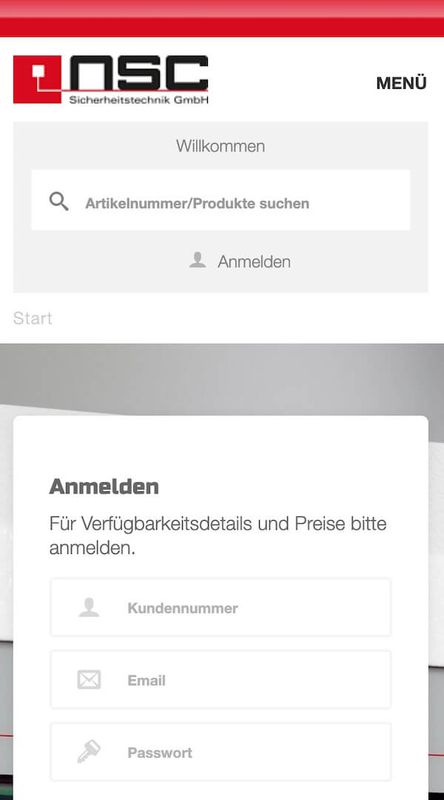 nsc
Sicherheitstechnik GmbH
MENÜ
Willkommen
Artikelnummer/Produkte suchen
Anmelden
Start
Anmelden
Für Verfügbarkeitsdetails und Preise bitte
anmelden.
Kundennummer
Email
Passwort